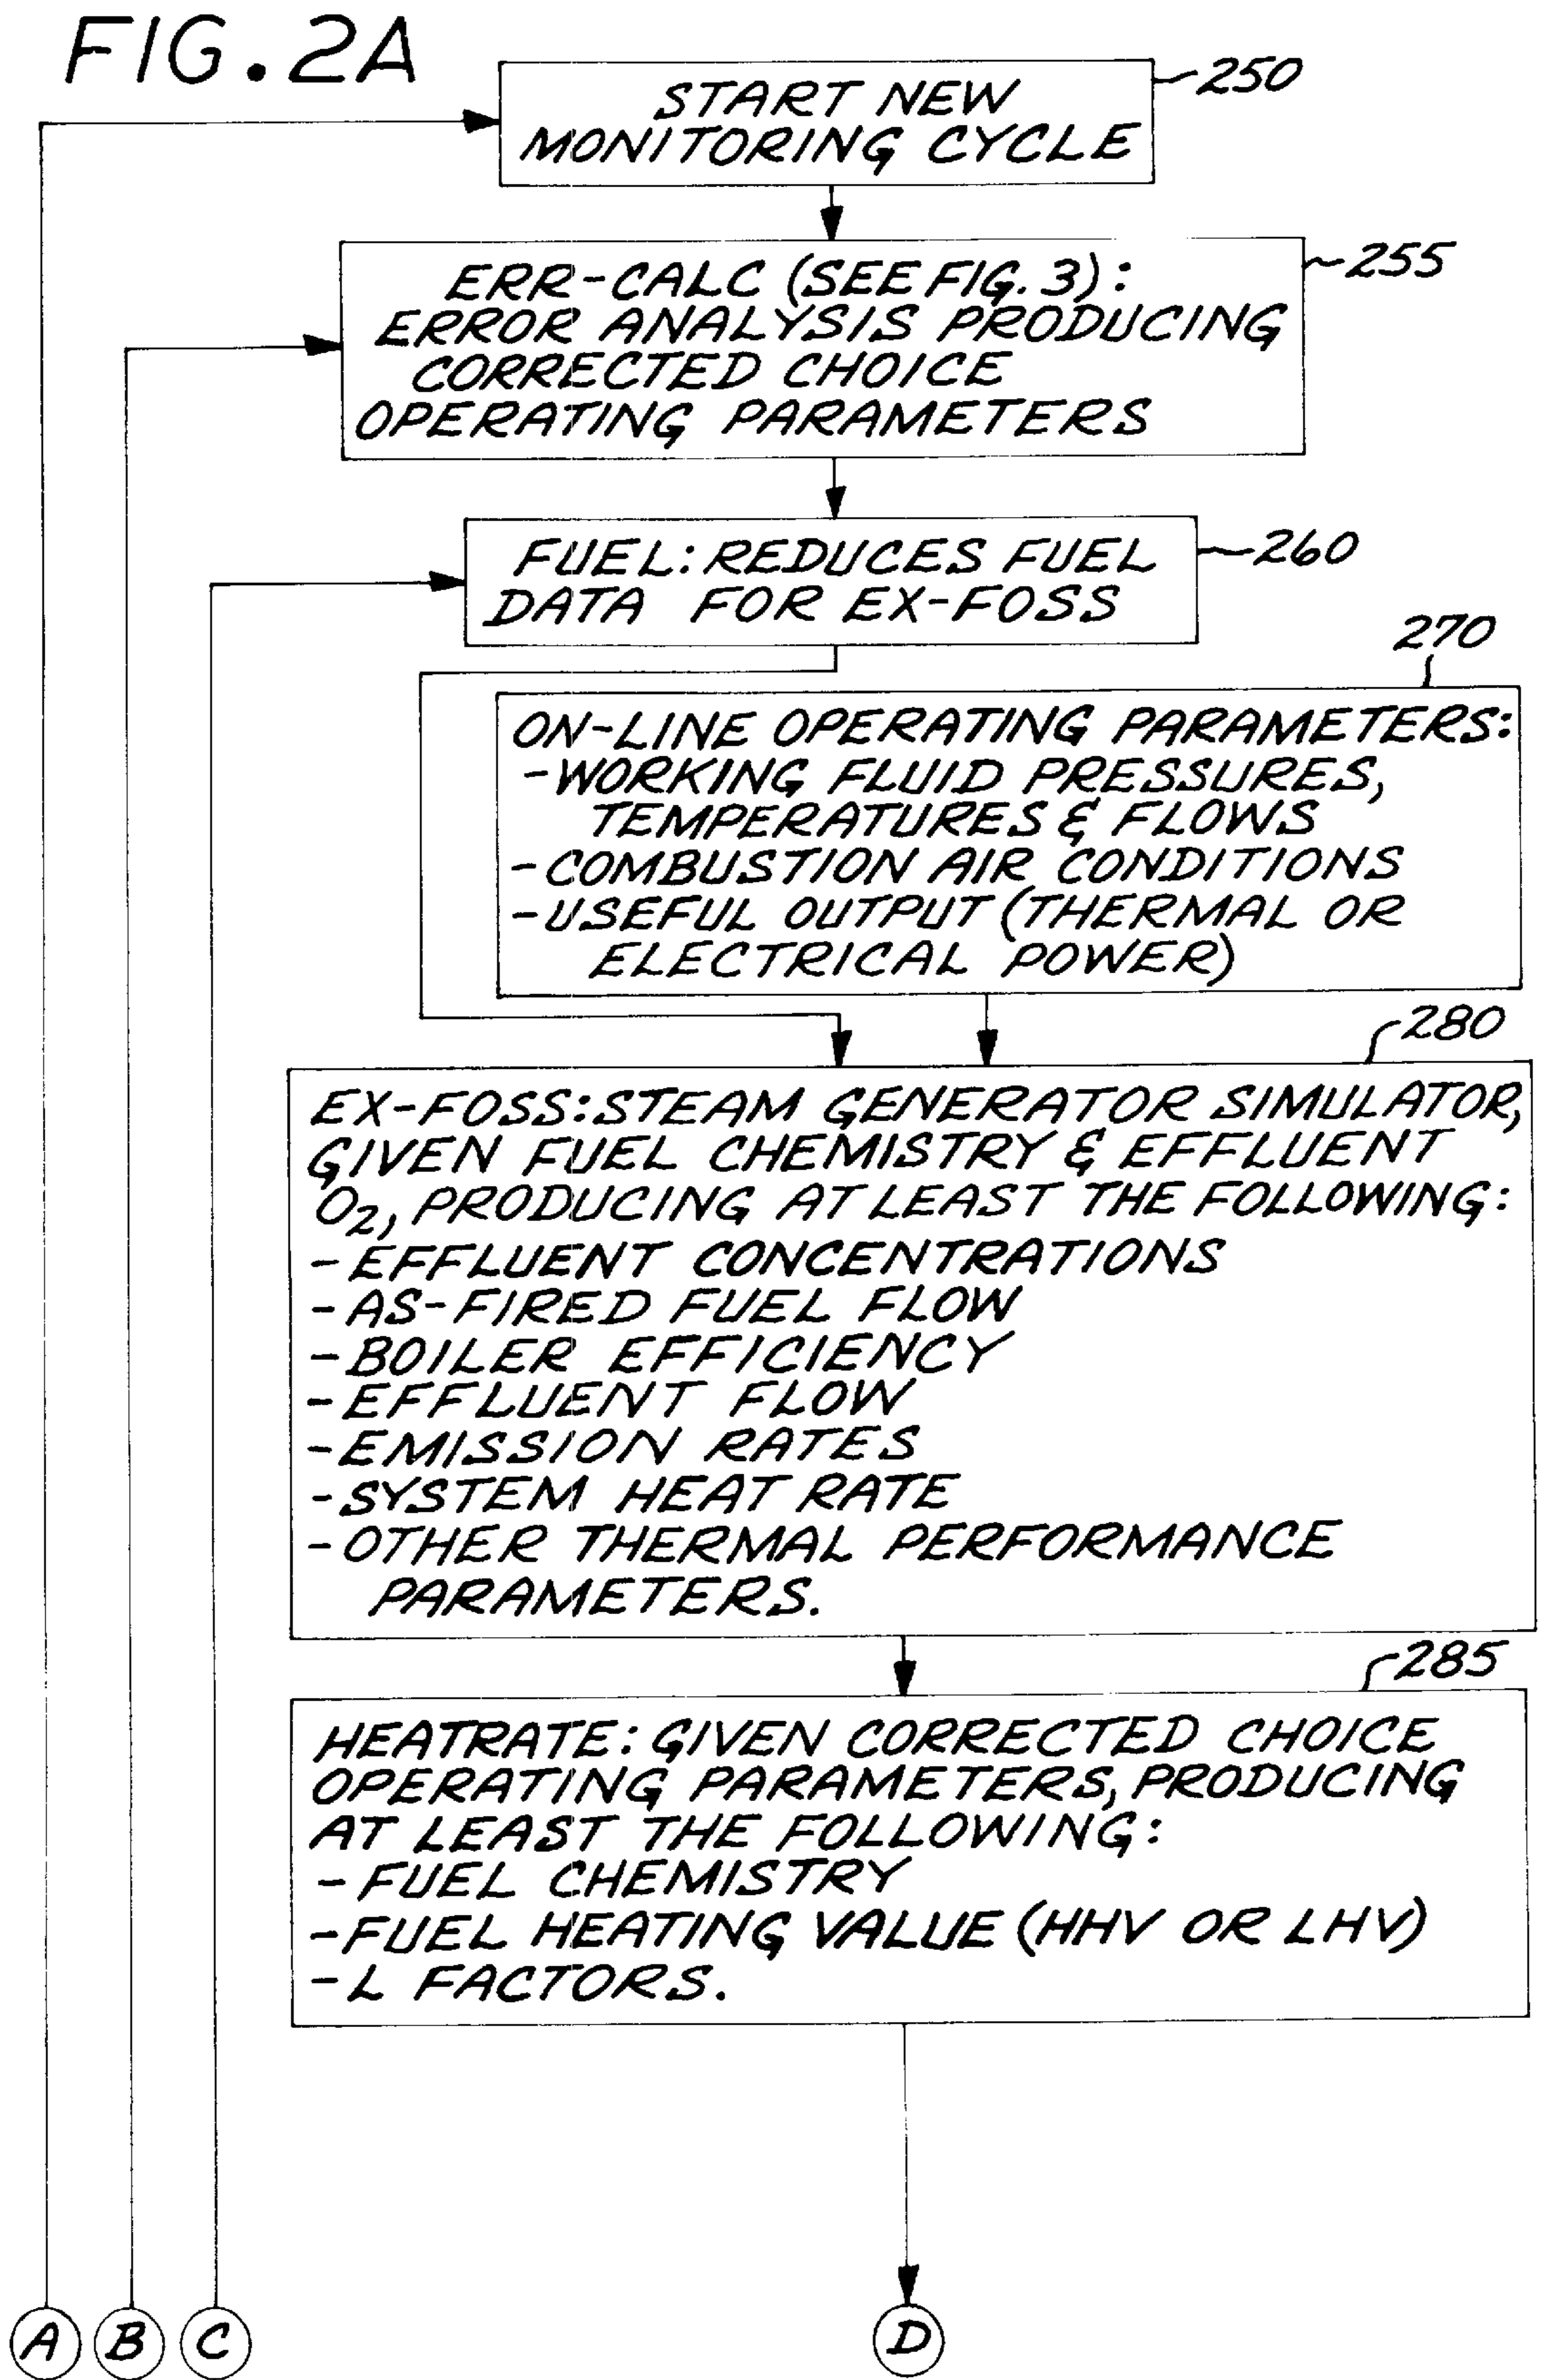 FIG. 2A
250
START NEW
MONITORING CYCLE
255
ERR-CALC (SEE FIG. 3):
ERROR ANALYSIS PRODUCING
CORRECTED CHOICE
OPERATING PARAMETERS
260
FUEL: REDUCES FUEL
DATA FOR EX-FOSS
270
ON-LINE OPERATING PARAMETERS:
-WORKING FLUID PRESSURES,
TEMPERATURES & FLOWS
-COMBUSTION AIR CONDITIONS
-USEFUL OUTPUT (THERMAL OR
ELECTRICAL POWER)
280
EX-FOSS: STEAM GENERATOR SIMULATOR,
GIVEN FUEL CHEMISTRY & EFFLUENT
O₂, PRODUCING AT LEAST THE FOLLOWING:
-EFFLUENT CONCENTRATIONS
-AS-FIRED FUEL FLOW
-BOILER EFFICIENCY
-EFFLUENT FLOW
-EMISSION RATES
-SYSTEM HEAT RATE
-OTHER THERMAL PERFORMANCE
PARAMETERS.
285
HEATRATE: GIVEN CORRECTED CHOICE
OPERATING PARAMETERS, PRODUCING
AT LEAST THE FOLLOWING:
- FUEL CHEMISTRY
-FUEL HEATING VALUE (HHV OR LHV)
-L FACTORS.
A B C D